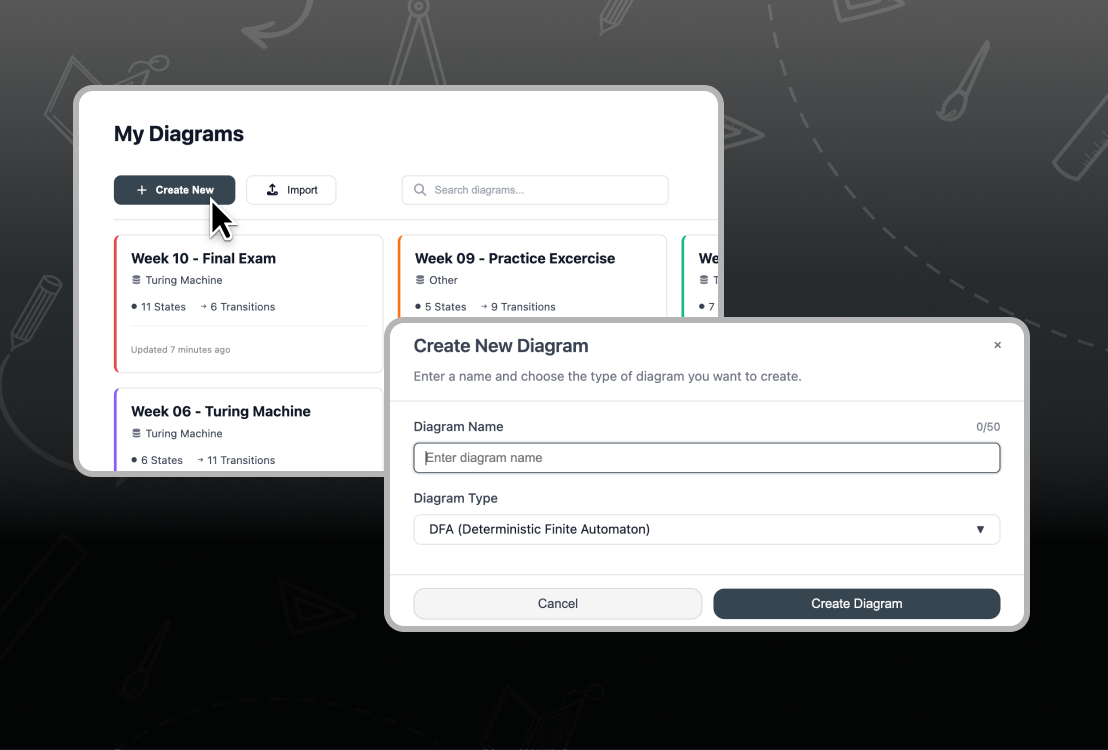 My Diagrams
+ Create New
Import
Search diagrams...
Week 10 - Final Exam
Turing Machine
• 11 States → 6 Transitions
Updated 7 minutes ago
Week 09 - Practice Excercise
Other
• 5 States → 9 Transitions
We
• 7
Week 06 - Turing Machine
Turing Machine
• 6 States → 11 Transitions
Create New Diagram
×
Enter a name and choose the type of diagram you want to create.
Diagram Name
0/50
Enter diagram name
Diagram Type
DFA (Deterministic Finite Automaton) ▼
Cancel
Create Diagram